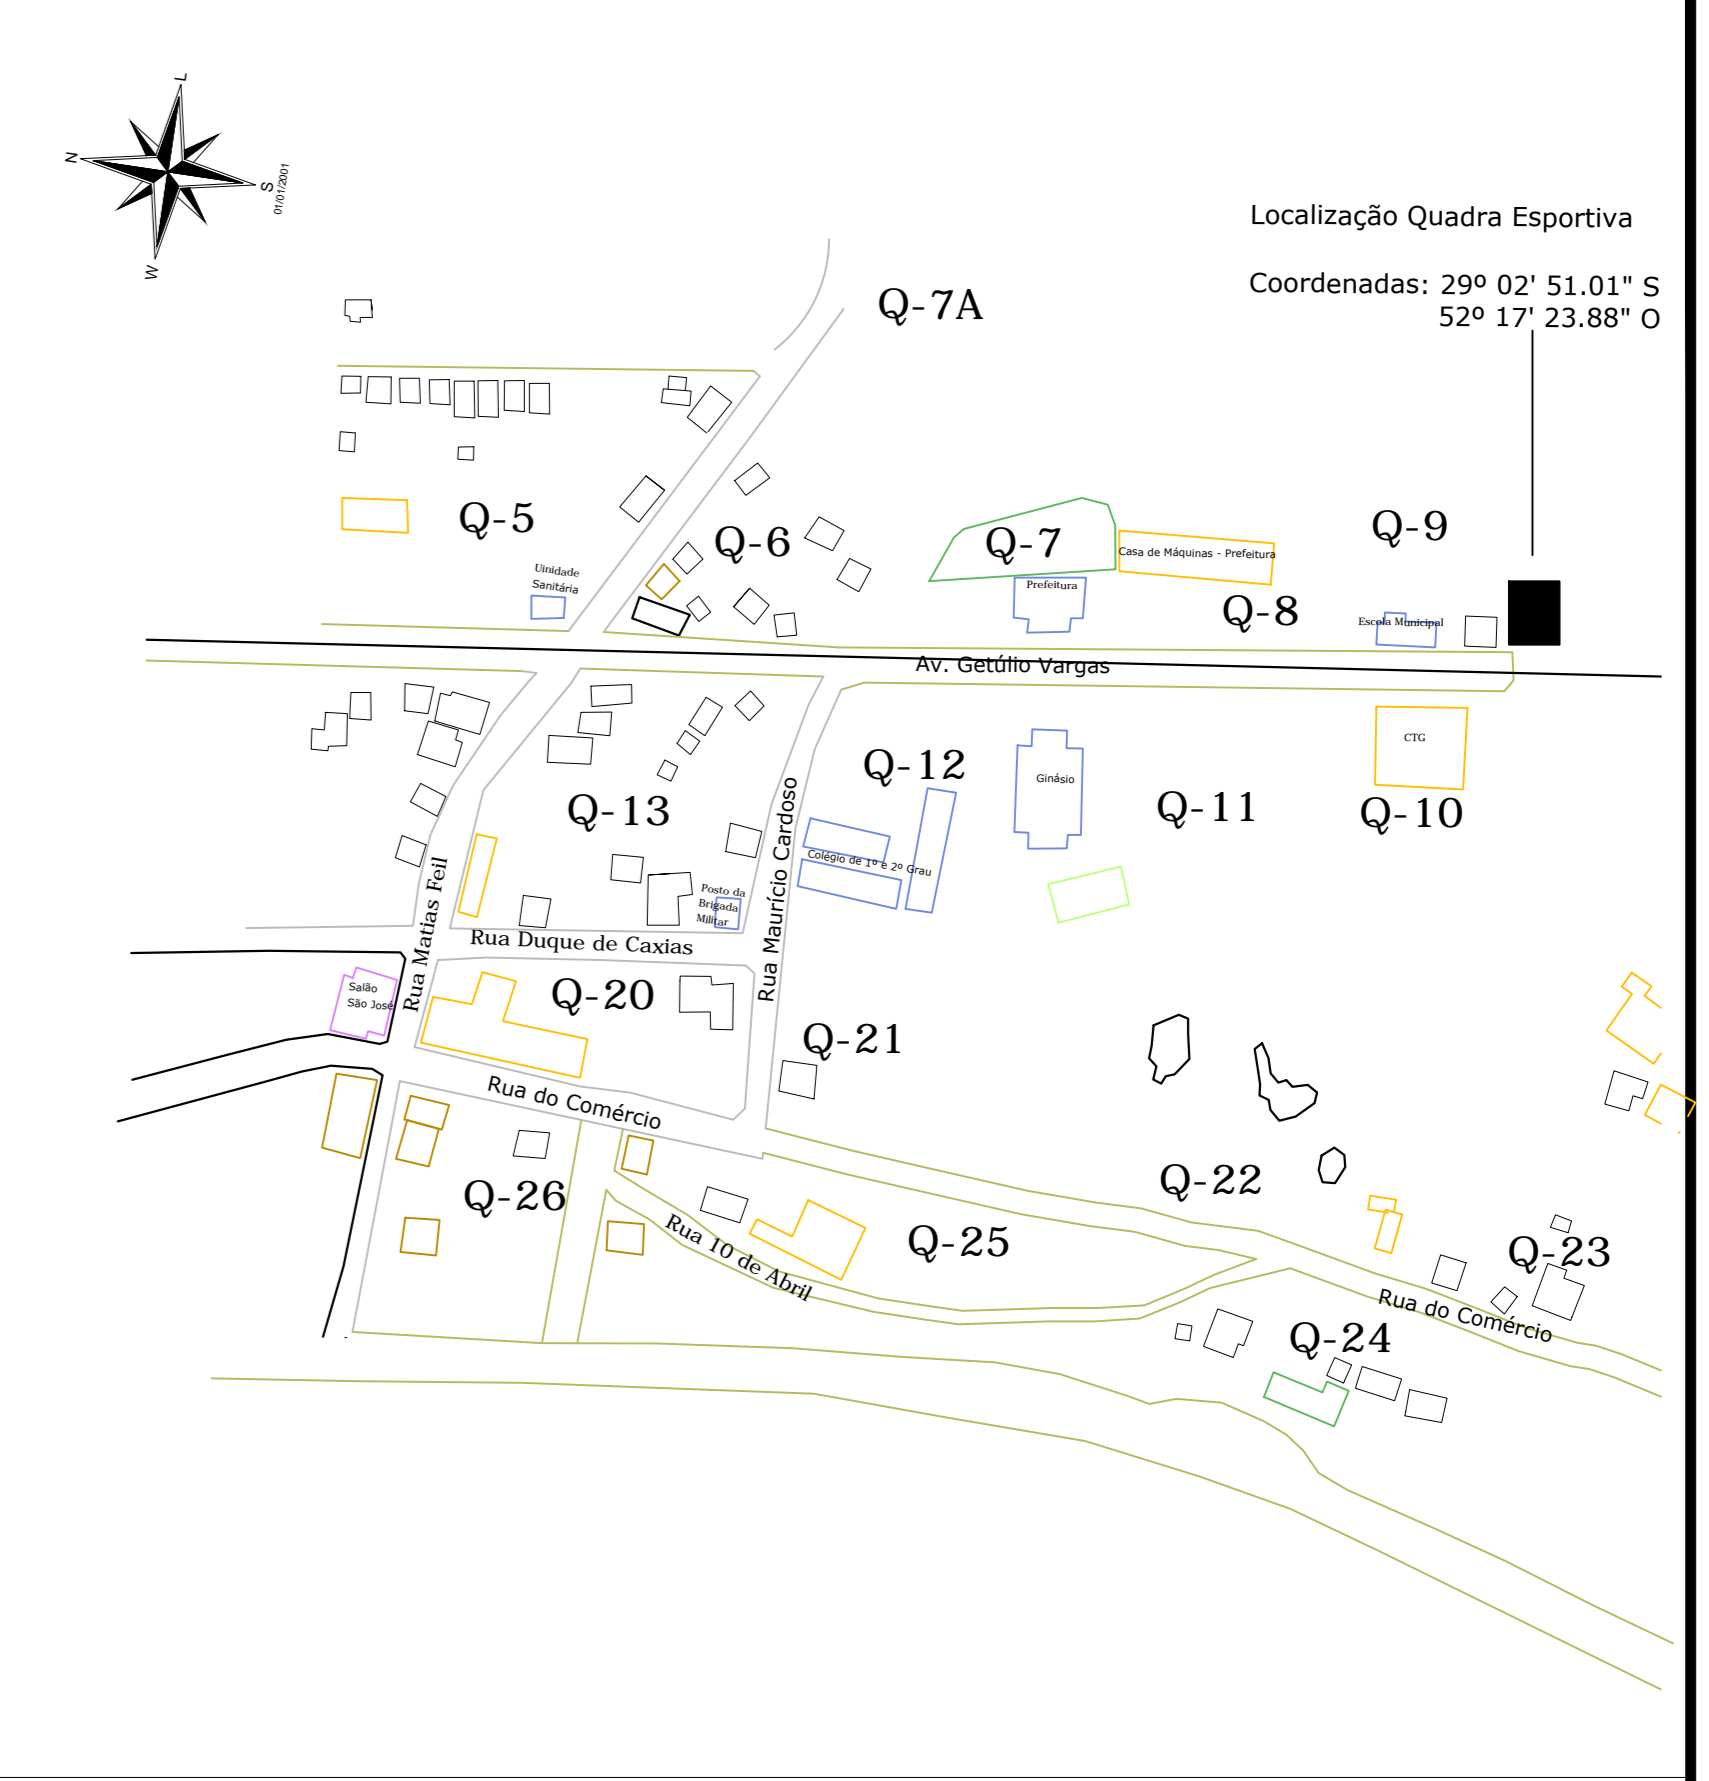 L
N
S
01/01/2001
W
Localização Quadra Esportiva
Coordenadas: 29º 02' 51.01" S
52º 17' 23.88" O
Q-7A
Q-5
Q-6
Q-7
Casa de Máquinas - Prefeitura
Q-9
Uinidade
Sanitária
Prefeitura
Q-8
Escola Municipal
Av. Getúlio Vargas
CTG
Q-12
Ginásio
Q-13
Q-11
Q-10
Colégio de 1º e 2º Grau
Posto da
Brigada
Militar
Rua Matias Feil
Rua Maurício Cardoso
Rua Duque de Caxias
Salão
São José
Q-20
Q-21
Rua do Comércio
Q-26
Q-22
Rua 10 de Abril
Q-25
Q-23
Rua do Comércio
Q-24